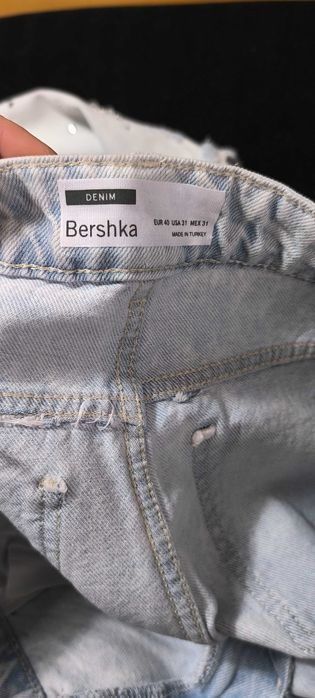 DENIM
Bershka
EUR 40 USA 31 MEX 31
MADE IN TURKEY